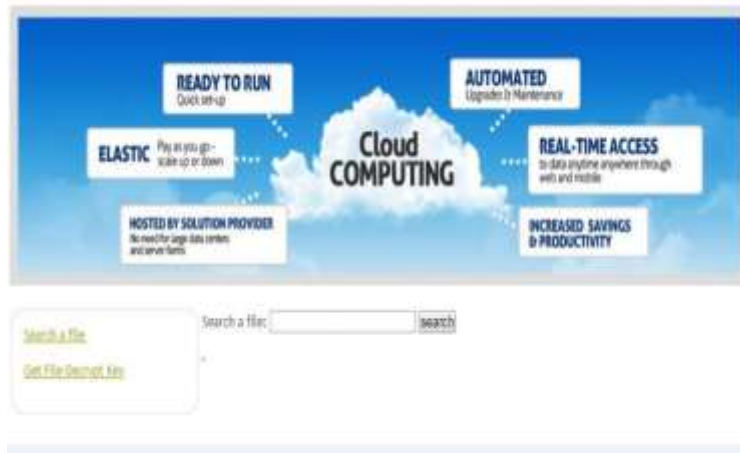 READY TO RUN
Quick set-up
AUTOMATED
Upgrades & Maintenance
ELASTIC Pay as you go -
scale up or down
Cloud
COMPUTING
REAL-TIME ACCESS
to data anytime anywhere through
web and mobile
HOSTED BY SOLUTION PROVIDER
No need for large data centers
and server farms
INCREASED SAVINGS
& PRODUCTIVITY
Search a file: search
Search a file
Get File Decrypt Key